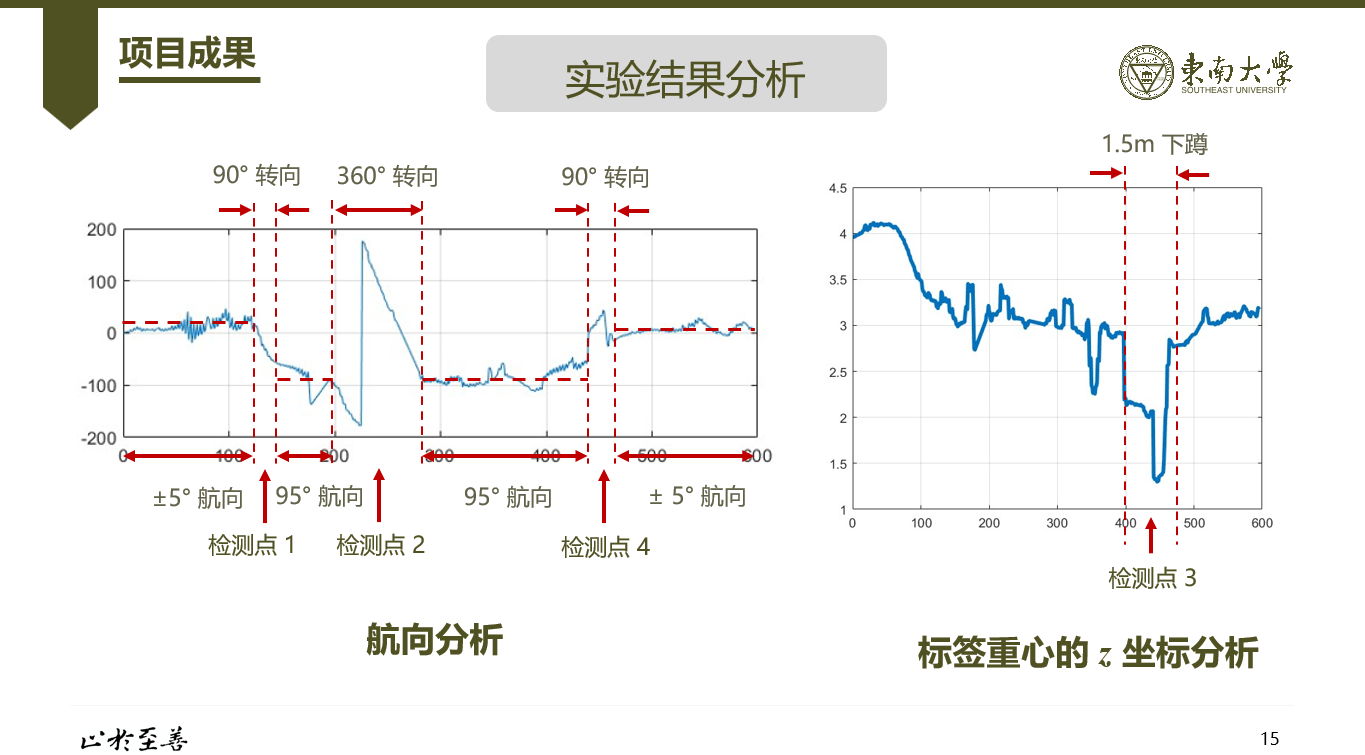 项目成果
实验结果分析
東南大學
SOUTHEAST UNIVERSITY
90° 转向
360° 转向
90° 转向
200
100
0
-100
-200
0
100
200
300
400
500
600
±5° 航向
95° 航向
95° 航向
± 5° 航向
检测点 1
检测点 2
检测点 4
航向分析
1.5m 下蹲
4.5
4
3.5
3
2.5
2
1.5
1
0
100
200
300
400
500
600
检测点 3
标签重心的 z 坐标分析
止於至善
15